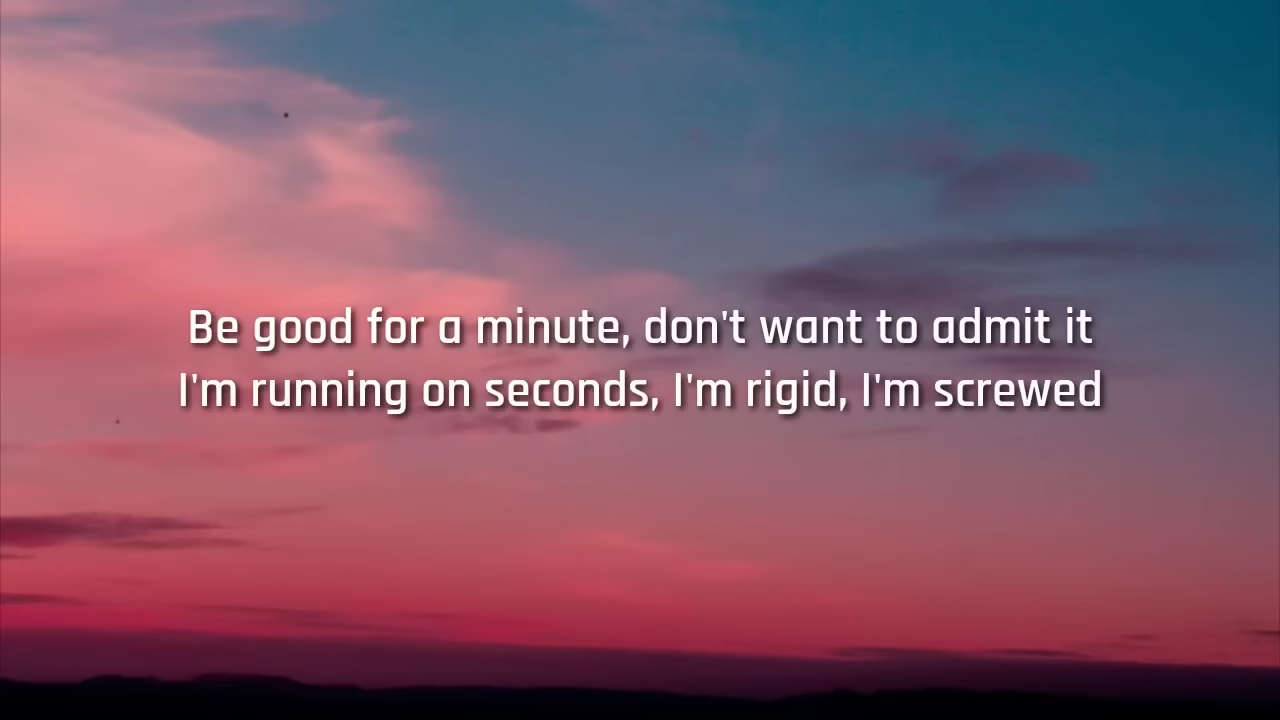 Be good for a minute, don't want to admit it
I'm running on seconds, I'm rigid, I'm screwed